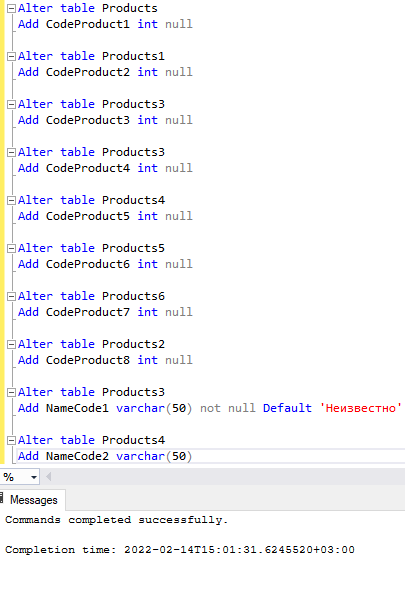 Alter table Products
Add CodeProduct1 int null
Alter table Products1
Add CodeProduct2 int null
Alter table Products3
Add CodeProduct3 int null
Alter table Products3
Add CodeProduct4 int null
Alter table Products4
Add CodeProduct5 int null
Alter table Products5
Add CodeProduct6 int null
Alter table Products6
Add CodeProduct7 int null
Alter table Products2
Add CodeProduct8 int null
Alter table Products3
Add NameCode1 varchar(50) not null Default 'Неизвестно'
Alter table Products4
Add NameCode2 varchar(50)
%
Messages
Commands completed successfully.
Completion time: 2022-02-14T15:01:31.6245520+03:00